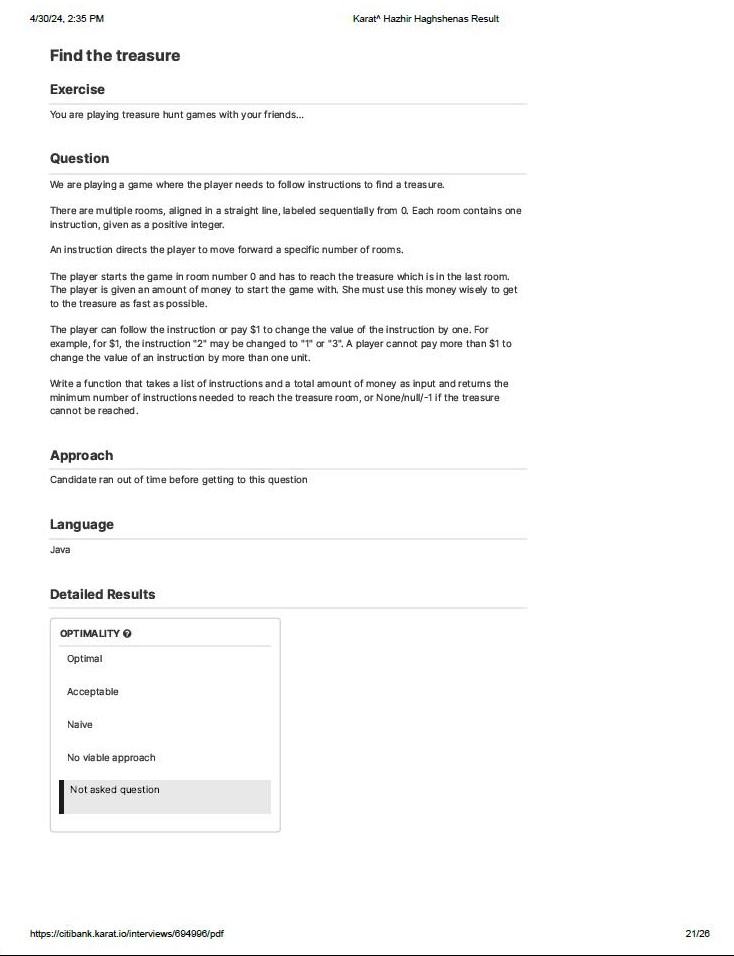 4/30/24, 2:35 PM
Karat^ Hazhir Haghshenas Result
Find the treasure
Exercise
You are playing treasure hunt games with your friends...
Question
We are playing a game where the player needs to follow instructions to find a treasure.
There are multiple rooms, aligned in a straight line, labeled sequentially from 0. Each room contains one
instruction, given as a positive integer.
An instruction directs the player to move forward a specific number of rooms.
The player starts the game in room number 0 and has to reach the treasure which is in the last room.
The player is given an amount of money to start the game with. She must use this money wisely to get
to the treasure as fast as possible.
The player can follow the instruction or pay $1 to change the value of the instruction by one. For
example, for $1, the instruction "2" may be changed to "1" or "3". A player cannot pay more than $1 to
change the value of an instruction by more than one unit.
Write a function that takes a list of instructions and a total amount of money as input and returns the
minimum number of instructions needed to reach the treasure room, or None/null/-1 if the treasure
cannot be reached.
Approach
Candidate ran out of time before getting to this question
Language
Java
Detailed Results
OPTIMALITY ?
Optimal
Acceptable
Naive
No viable approach
Not asked question
https://citibank.karat.io/interviews/694996/pdf
21/26